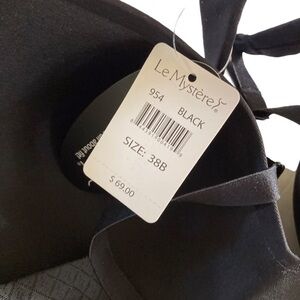 Le Mystère®
954
BLACK
SIZE: 38B
$ 69.00